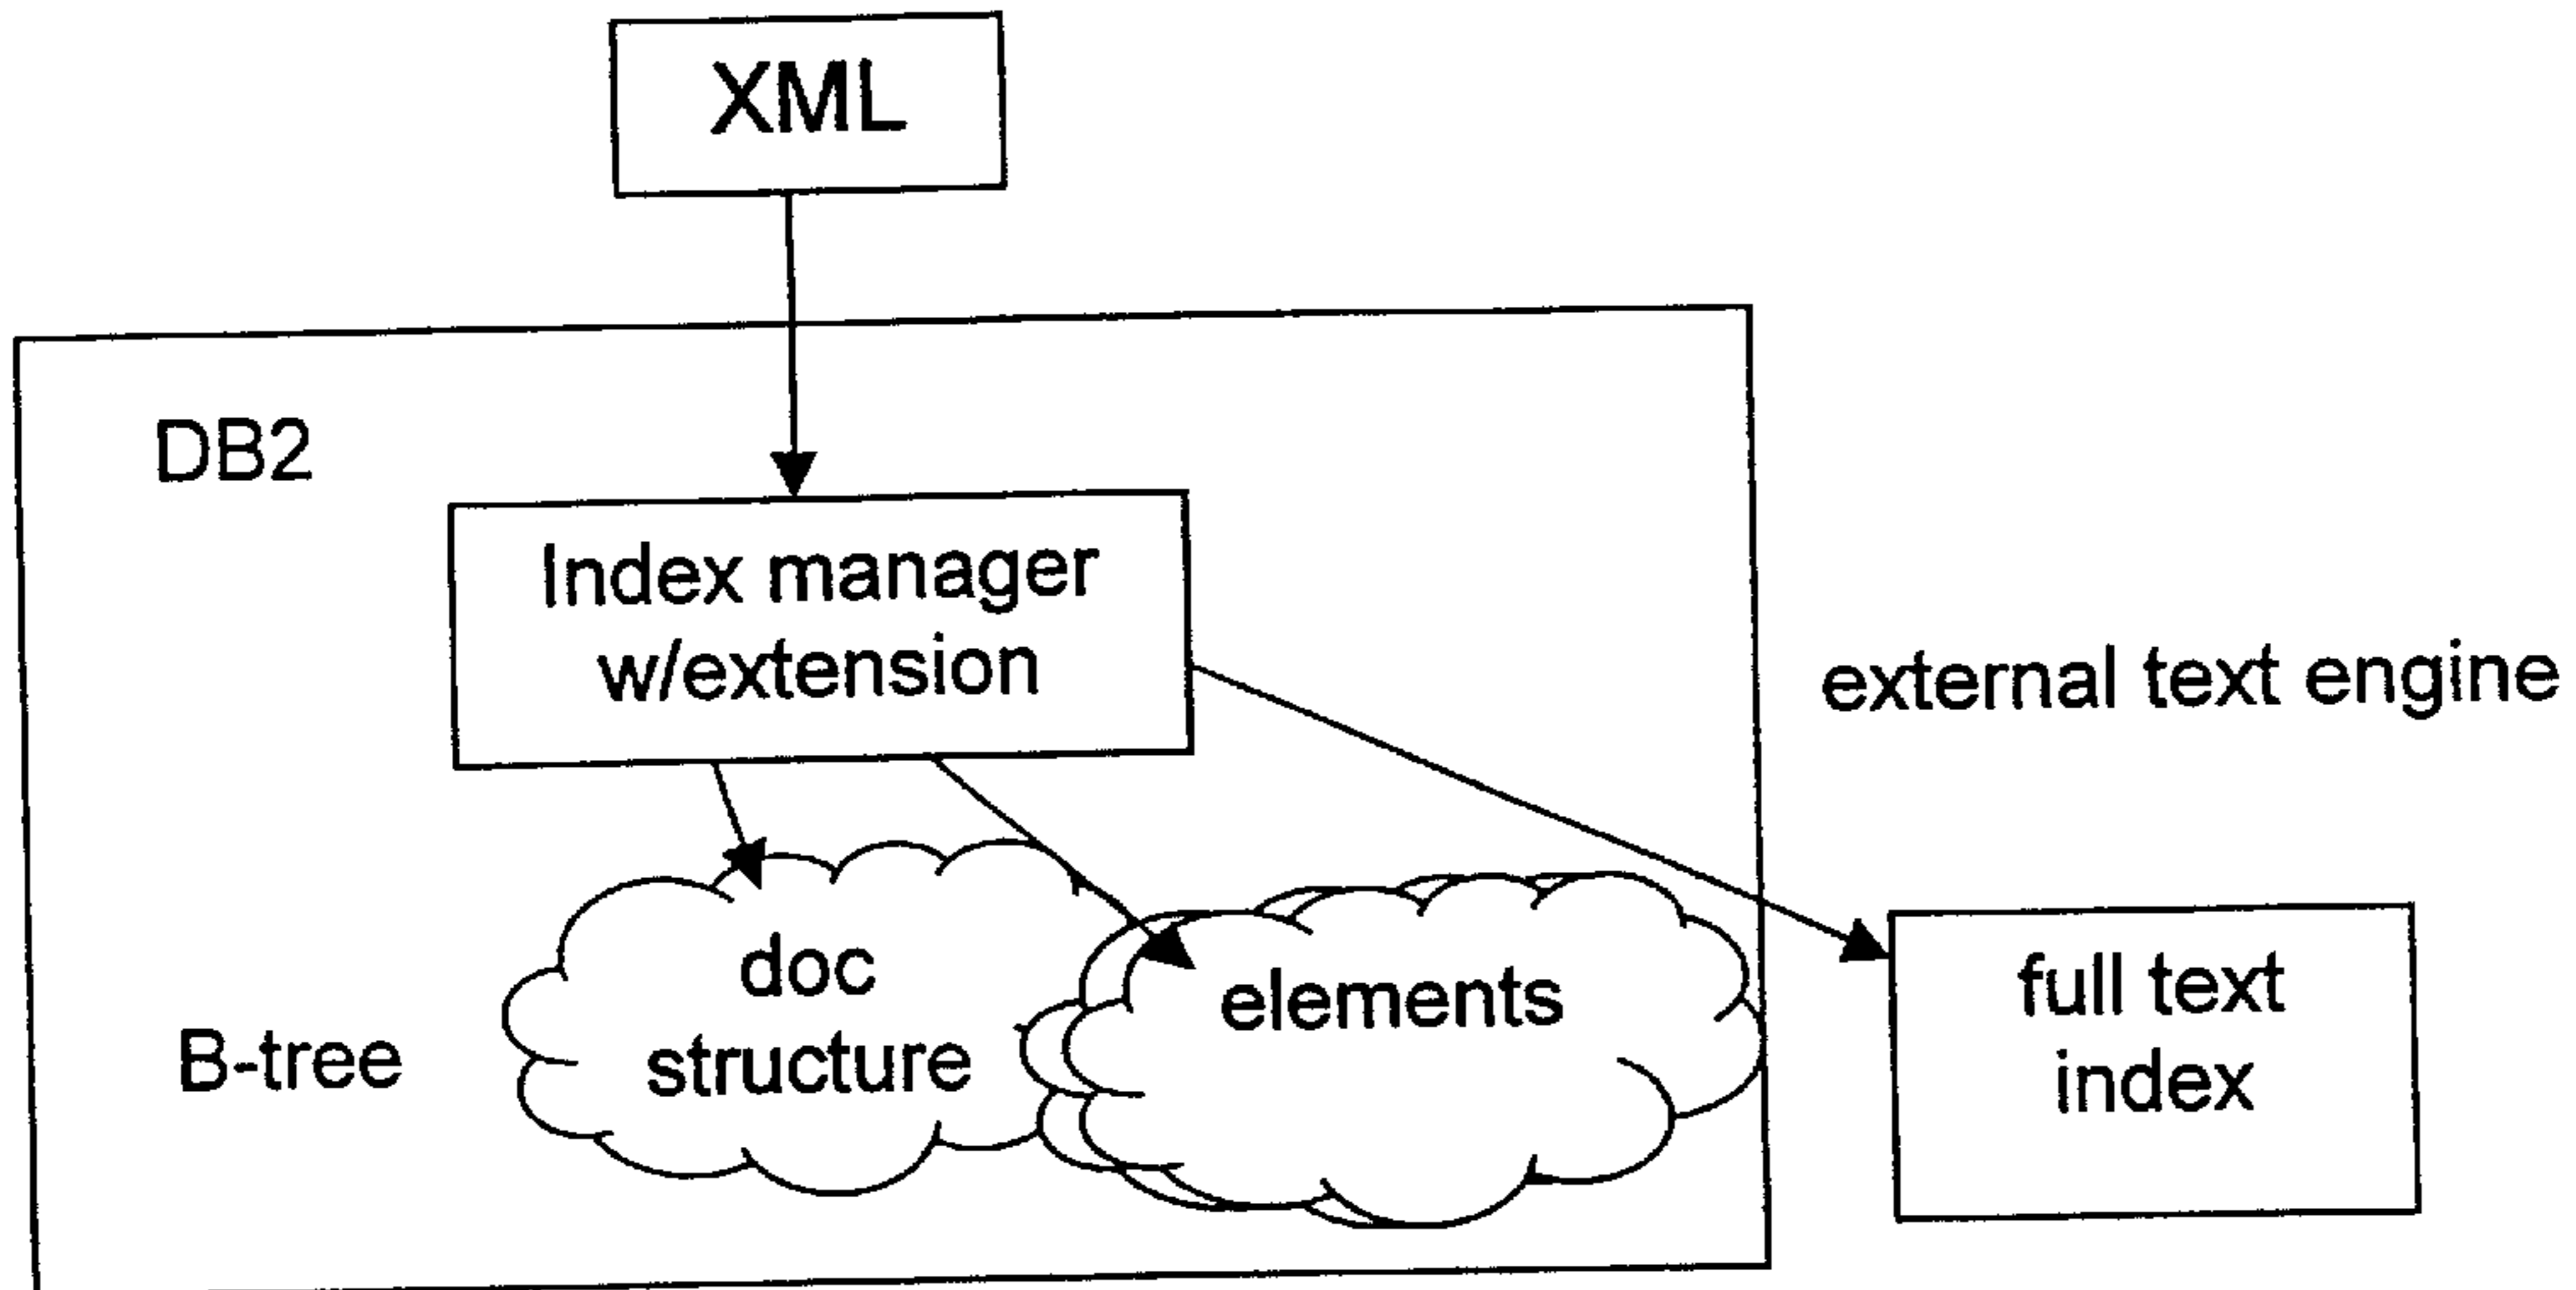 XML
DB2
Index manager
w/extension
external text engine
doc
structure
elements
B-tree
full text
index